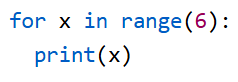 for x in range(6):
  print(x)